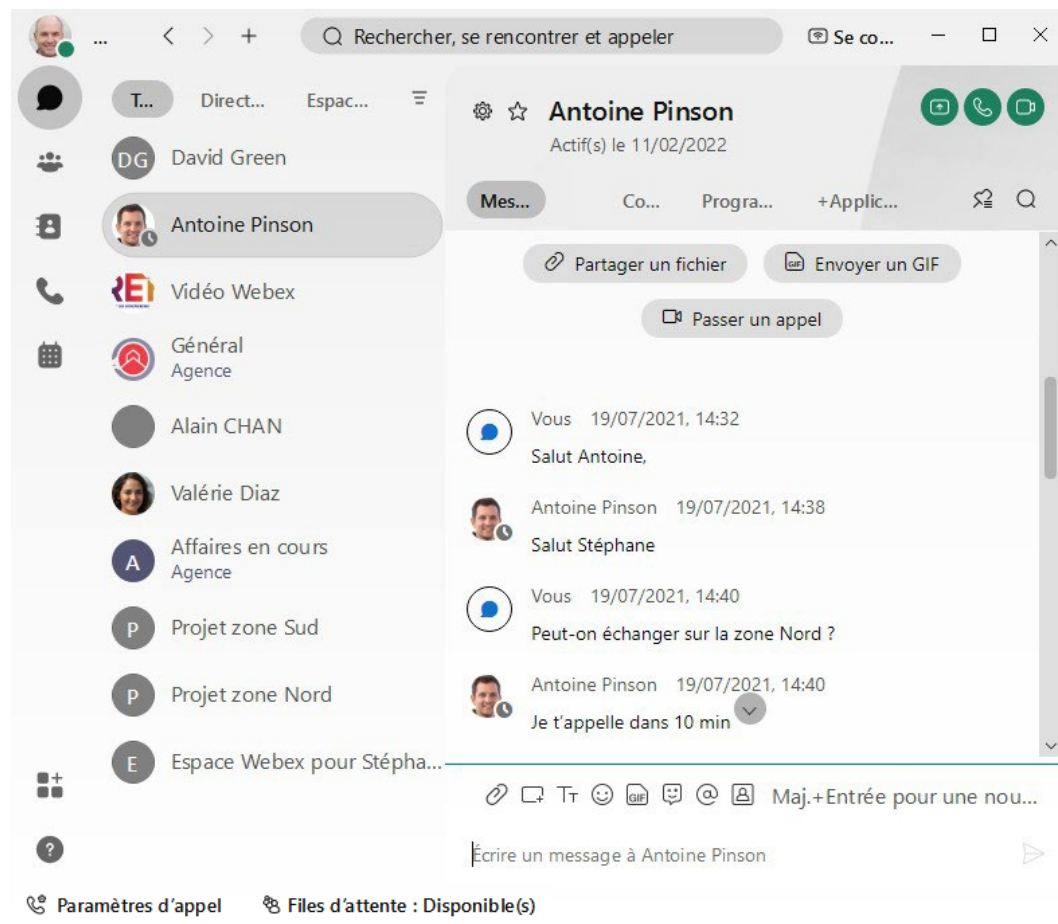 ...
Rechercher, se rencontrer et appeler
Se co...
T...
Direct...
Espac...
DG
David Green
Antoine Pinson
Vidéo Webex
Général
Agence
Alain CHAN
Valérie Diaz
A
Affaires en cours
Agence
P
Projet zone Sud
P
Projet zone Nord
E
Espace Webex pour Stépha...
Antoine Pinson
Actif(s) le 11/02/2022
Mes...
Co...
Progra...
+Applic...
Partager un fichier
GIF
Envoyer un GIF
Passer un appel
Vous 19/07/2021, 14:32
Salut Antoine,
Antoine Pinson 19/07/2021, 14:38
Salut Stéphane
Vous 19/07/2021, 14:40
Peut-on échanger sur la zone Nord ?
Antoine Pinson 19/07/2021, 14:40
Je t'appelle dans 10 min
GIF
Maj.+Entrée pour une nou...
Écrire un message à Antoine Pinson
Paramètres d'appel
Files d'attente : Disponible(s)